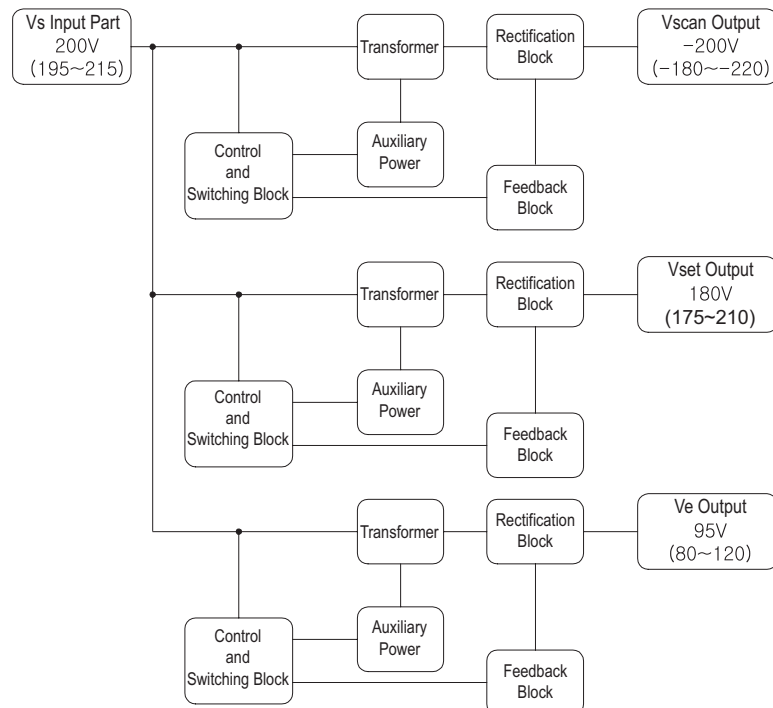 Vs Input Part
200V
(195~215)
Transformer
Rectification
Block
Vscan Output
-200V
(-180~-220)
Control
and
Switching Block
Auxiliary
Power
Feedback
Block
Transformer
Rectification
Block
Vset Output
180V
(175~210)
Control
and
Switching Block
Auxiliary
Power
Feedback
Block
Transformer
Rectification
Block
Ve Output
95V
(80~120)
Control
and
Switching Block
Auxiliary
Power
Feedback
Block